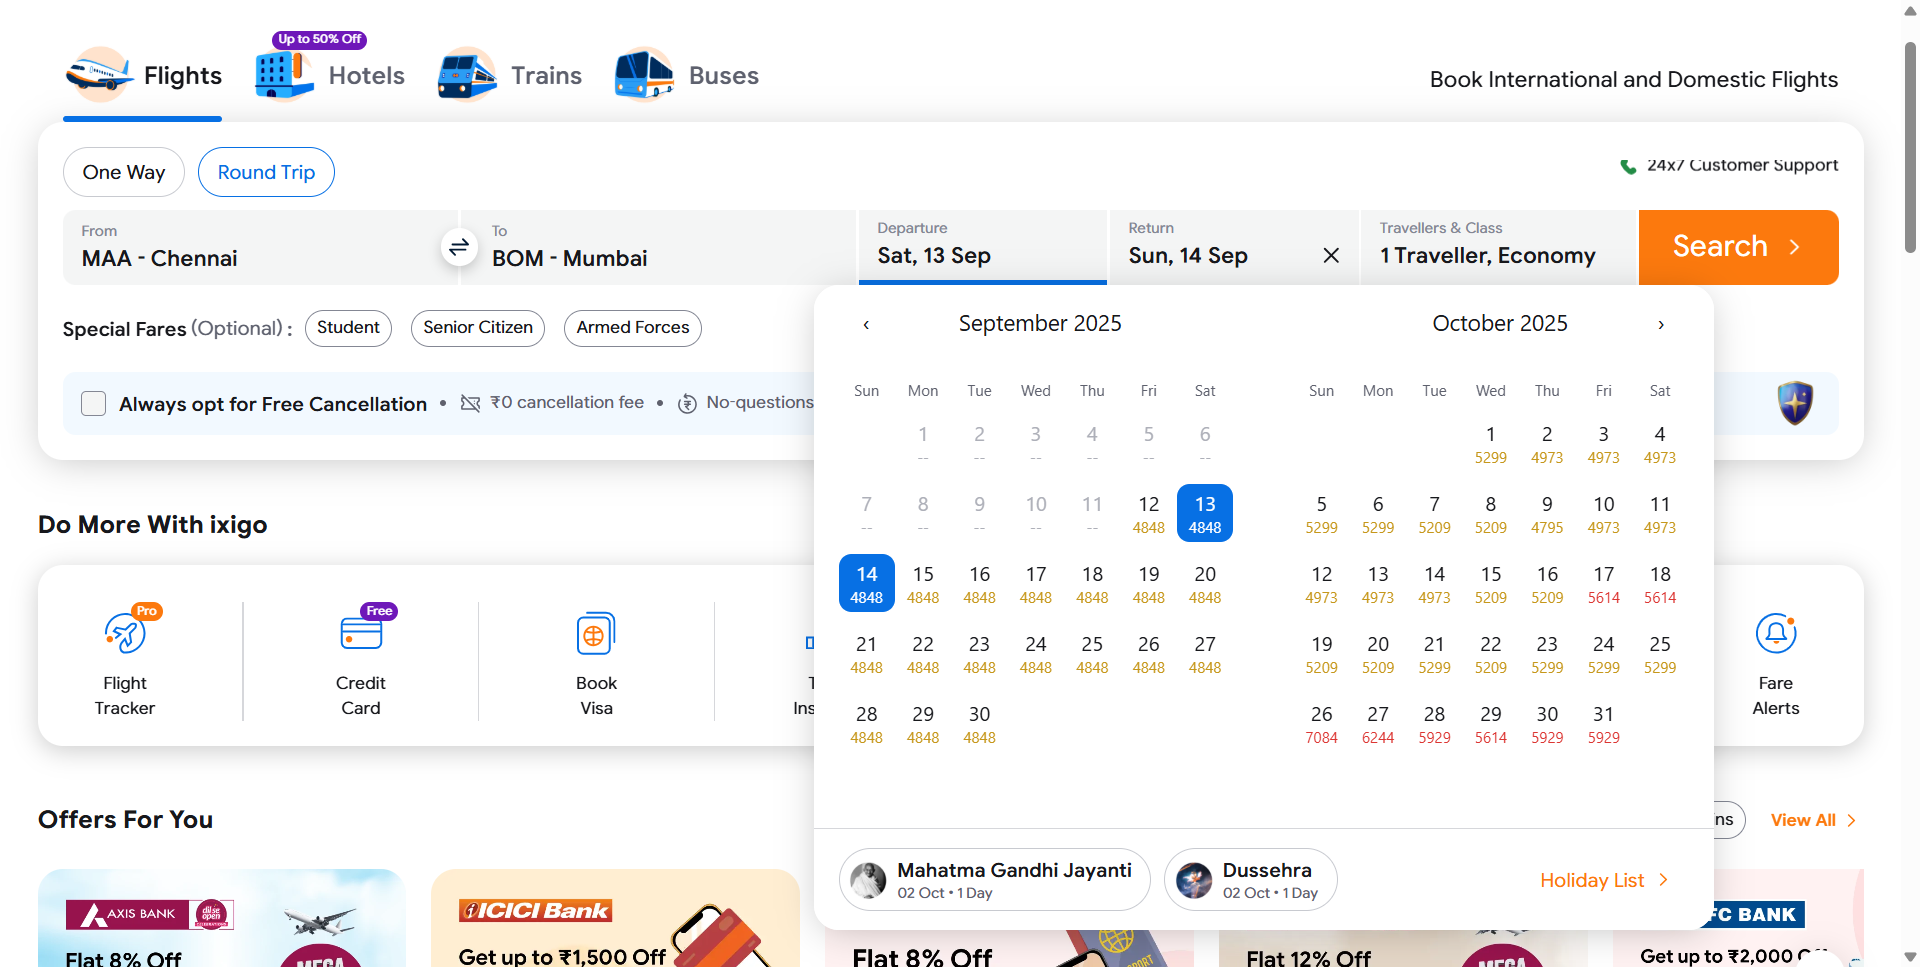 Up to 50% Off
Flights
Hotels
Trains
Buses
Book International and Domestic Flights
One Way
Round Trip
24x7 Customer Support
From
MAA - Chennai
To
BOM - Mumbai
Departure
Sat, 13 Sep
Return
Sun, 14 Sep
Travellers & Class
1 Traveller, Economy
Search
Special Fares (Optional) :
Student
Senior Citizen
Armed Forces
Always opt for Free Cancellation • ₹0 cancellation fee • No-questions
September 2025
Sun Mon Tue Wed Thu Fri Sat
1 2 3 4 5 6
-- -- -- -- -- --
7 8 9 10 11 12 13
-- -- -- -- -- 4848 4848
14 15 16 17 18 19 20
4848 4848 4848 4848 4848 4848 4848
21 22 23 24 25 26 27
4848 4848 4848 4848 4848 4848 4848
28 29 30
4848 4848 4848
October 2025
Sun Mon Tue Wed Thu Fri Sat
1 2 3 4
5299 4973 4973 4973
5 6 7 8 9 10 11
5299 5299 5209 5209 4795 4973 4973
12 13 14 15 16 17 18
4973 4973 4973 5209 5209 5614 5614
19 20 21 22 23 24 25
5209 5209 5299 5209 5299 5299 5299
26 27 28 29 30 31
7084 6244 5929 5614 5929 5929
Mahatma Gandhi Jayanti
02 Oct • 1 Day
Dussehra
02 Oct • 1 Day
Holiday List
Do More With ixigo
Pro
Flight
Tracker
Free
Credit
Card
Book
Visa
T
Ins
Fare
Alerts
Offers For You
ns
View All
AXIS BANK
dil se
open
Flat 8% Off
MEGA
ICICI Bank
Get up to ₹1,500 Off
Flat 8% Off
PORT
Flat 12% Off
MEGA
FC BANK
Get up to ₹2,000